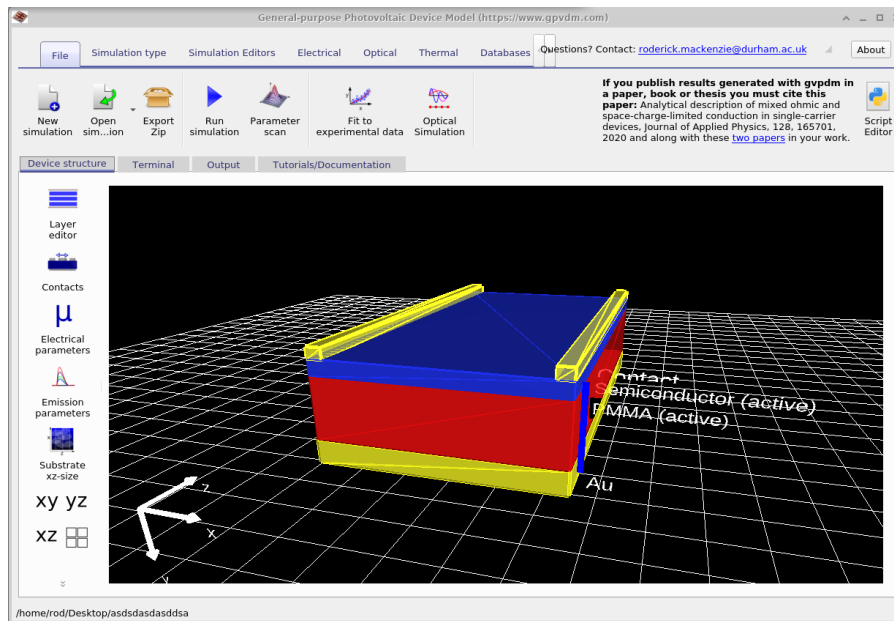 General-purpose Photovoltaic Device Model (https://www.gpvdm.com)
File
Simulation type
Simulation Editors
Electrical
Optical
Thermal
Databases
Questions? Contact: roderick.mackenzie@durham.ac.uk
About
New
simulation
Open
sim...ion
Export
Zip
Run
simulation
Parameter
scan
Fit to
experimental data
Optical
Simulation
If you publish results generated with gvpdm in
a paper, book or thesis you must cite this
paper: Analytical description of mixed ohmic and
space-charge-limited conduction in single-carrier
devices, Journal of Applied Physics, 128, 165701,
2020 and along with these two papers in your work.
Script
Editor
Device structure
Terminal
Output
Tutorials/Documentation
Layer
editor
Contacts
μ
Electrical
parameters
Emission
parameters
Substrate
xz-size
xy yz
xz
Contact
Semiconductor (active)
PMMA (active)
Au
z
x
y
/home/rod/Desktop/asdsdasdasddsa